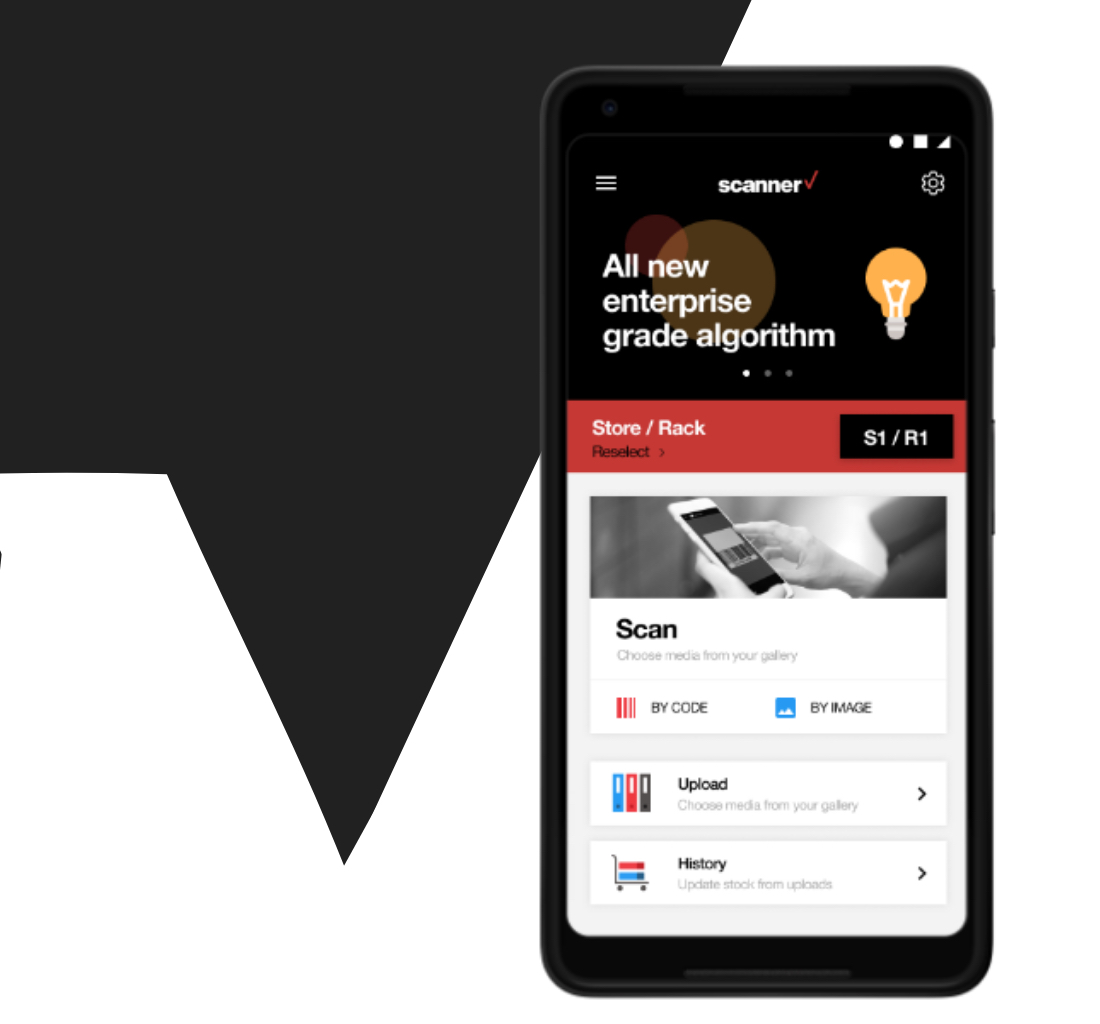 scanner
All new
enterprise
grade algorithm
Store / Rack
Reselect >
S1 / R1
Scan
Choose media from your gallery
BY CODE
BY IMAGE
Upload
Choose media from your gallery
History
Update stock from uploads